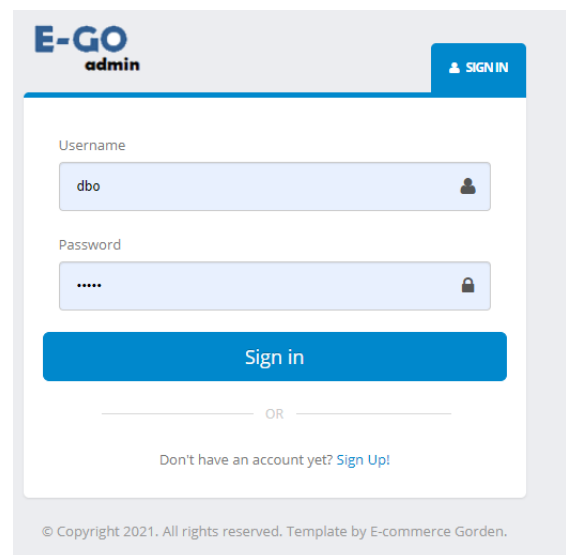 E-GO
admin
SIGN IN
Username
dbo
Password
•••••
Sign in
OR
Don't have an account yet? Sign Up!
© Copyright 2021. All rights reserved. Template by E-commerce Gorden.